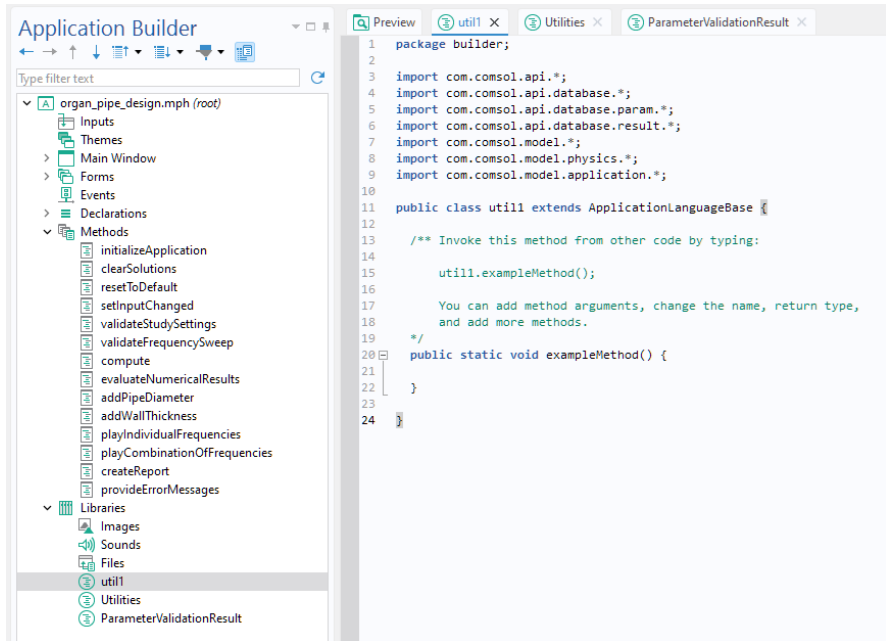 Application Builder
Type filter text
organ_pipe_design.mph (root)
Inputs
Themes
Main Window
Forms
Events
Declarations
Methods
initializeApplication
clearSolutions
resetToDefault
setInputChanged
validateStudySettings
validateFrequencySweep
compute
evaluateNumericalResults
addPipeDiameter
addWallThickness
playIndividualFrequencies
playCombinationOfFrequencies
createReport
provideErrorMessages
Libraries
Images
Sounds
Files
util1
Utilities
ParameterValidationResult
Preview util1 Utilities ParameterValidationResult
1 package builder;
2
3 import com.comsol.api.*;
4 import com.comsol.api.database.*;
5 import com.comsol.api.database.param.*;
6 import com.comsol.api.database.result.*;
7 import com.comsol.model.*;
8 import com.comsol.model.physics.*;
9 import com.comsol.model.application.*;
10
11 public class util1 extends ApplicationLanguageBase {
12
13 /** Invoke this method from other code by typing:
14
15 util1.exampleMethod();
16
17 You can add method arguments, change the name, return type,
18 and add more methods.
19 */
20 public static void exampleMethod() {
21
22 }
23
24 }